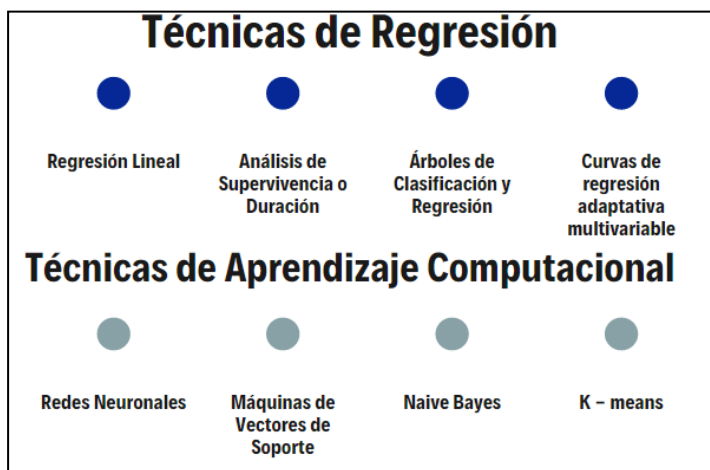 Técnicas de Regresión
Regresión Lineal
Análisis de
Supervivencia o
Duración
Árboles de
Clasificación y
Regresión
Curvas de
regresión
adaptativa
multivariable
Técnicas de Aprendizaje Computacional
Redes Neuronales
Máquinas de
Vectores de
Soporte
Naive Bayes
K – means